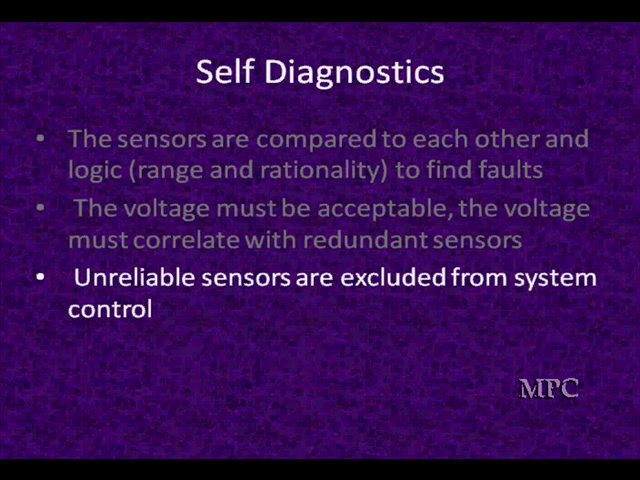 Self Diagnostics
• The sensors are compared to each other and
logic (range and rationality) to find faults
• The voltage must be acceptable, the voltage
must correlate with redundant sensors
• Unreliable sensors are excluded from system
control
MPC